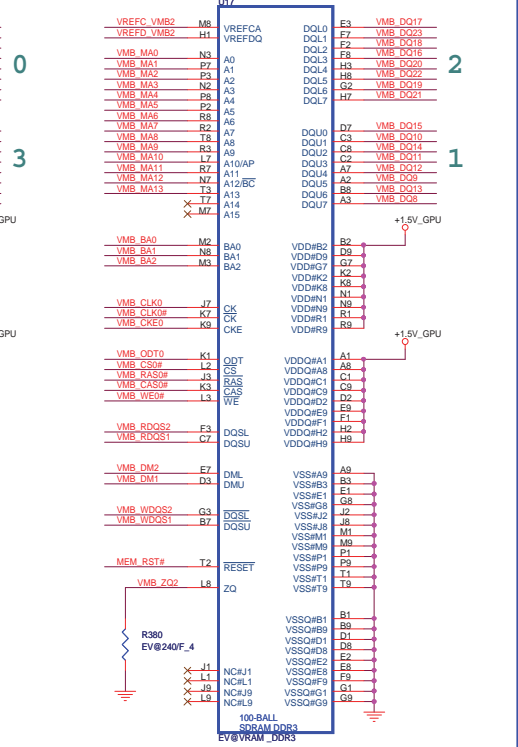 U17
VREFC_VMB2 M8 VREFCA DQL0 E3 VMB_DQ17
VREFD_VMB2 H1 VREFDQ DQL1 F7 VMB_DQ23
DQL2 F2 VMB_DQ18
VMB_MA0 N3 A0 DQL3 F8 VMB_DQ16
0
VMB_MA1 P7 A1 DQL4 H3 VMB_DQ20
2
VMB_MA2 P3 A2 DQL5 H8 VMB_DQ22
VMB_MA3 N2 A3 DQL6 G2 VMB_DQ19
VMB_MA4 P8 A4 DQL7 H7 VMB_DQ21
VMB_MA5 P2 A5
VMB_MA6 R8 A6
VMB_MA7 R2 A7 DQU0 D7 VMB_DQ15
VMB_MA8 T8 A8 DQU1 C3 VMB_DQ10
VMB_MA9 R3 A9 DQU2 C8 VMB_DQ14
3
VMB_MA10 L7 A10/AP DQU3 C2 VMB_DQ11
1
VMB_MA11 R7 A11 DQU4 A7 VMB_DQ12
VMB_MA12 N7 A12/BC DQU5 A2 VMB_DQ9
VMB_MA13 T3 A13 DQU6 B8 VMB_DQ13
T7 A14 DQU7 A3 VMB_DQ8
M7 A15
GPU
+1.5V_GPU
VMB_BA0 M2 BA0 VDD#B2 B2
VMB_BA1 N8 BA1 VDD#D9 D9
VMB_BA2 M3 BA2 VDD#G7 G7
VDD#K2 K2
VDD#K8 K8
VDD#N1 N1
VMB_CLK0 J7 CK VDD#N9 N9
VMB_CLK0# K7 CK VDD#R1 R1
VMB_CKE0 K9 CKE VDD#R9 R9
GPU
+1.5V_GPU
VMB_ODT0 K1 ODT VDDQ#A1 A1
VMB_CS0# L2 CS VDDQ#A8 A8
VMB_RAS0# J3 RAS VDDQ#C1 C1
VMB_CAS0# K3 CAS VDDQ#C9 C9
VMB_WE0# L3 WE VDDQ#D2 D2
VDDQ#E9 E9
VDDQ#F1 F1
VMB_RDQS2 F3 DQSL VDDQ#H2 H2
VMB_RDQS1 C7 DQSU VDDQ#H9 H9
VMB_DM2 E7 DML VSS#A9 A9
VMB_DM1 D3 DMU VSS#B3 B3
VSS#E1 E1
VSS#G8 G8
VMB_WDQS2 G3 DQSL VSS#J2 J2
VMB_WDQS1 B7 DQSU VSS#J8 J8
VSS#M1 M1
VSS#M9 M9
VSS#P1 P1
MEM_RST# T2 RESET VSS#P9 P9
VSS#T1 T1
VMB_ZQ2 L8 ZQ VSS#T9 T9
VSSQ#B1 B1
VSSQ#B9 B9
R380 VSSQ#D1 D1
EV@240/F_4 VSSQ#D8 D8
VSSQ#E2 E2
J1 NC#J1 VSSQ#E8 E8
L1 NC#L1 VSSQ#F9 F9
J9 NC#J9 VSSQ#G1 G1
L9 NC#L9 VSSQ#G9 G9
100-BALL
SDRAM DDR3
EV@VRAM_DDR3